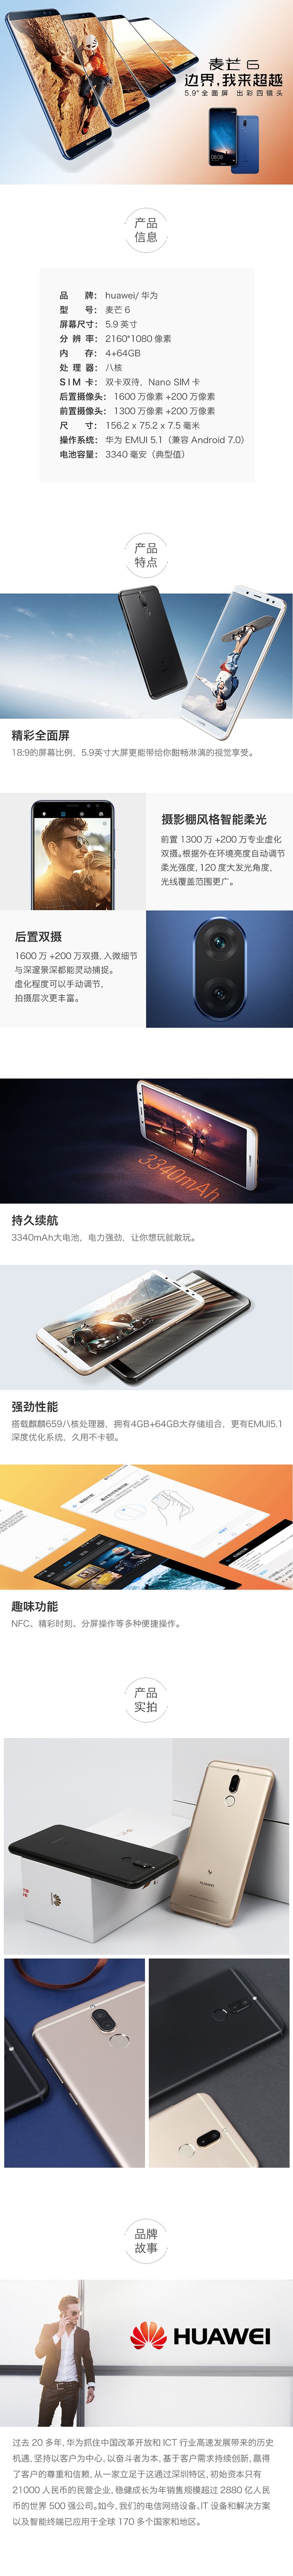 麦芒 6
边界,我来超越
5.9"全面屏 出彩四镜头
08:08
产品
信息
品 牌： huawei/ 华为
型 号： 麦芒 6
屏幕尺寸： 5.9 英寸
分 辨 率： 2160*1080 像素
内 存： 4+64GB
处 理 器： 八核
S I M 卡： 双卡双待，Nano SIM 卡
后置摄像头： 1600 万像素 +200 万像素
前置摄像头： 1300 万像素 +200 万像素
尺 寸： 156.2 x 75.2 x 7.5 毫米
操作系统： 华为 EMUI 5.1（兼容 Android 7.0）
电池容量： 3340 毫安（典型值）
产品
特点
精彩全面屏
18:9的屏幕比例，5.9英寸大屏更能带给你酣畅淋漓的视觉享受。
摄影棚风格智能柔光
前置 1300 万 +200 万专业虚化
双摄。根据外在环境亮度自动调节
柔光强度, 120 度大发光角度,
光线覆盖范围更广。
后置双摄
1600 万 +200 万双摄, 入微细节
与深邃景深都能灵动捕捉。
虚化程度可以手动调节,
拍摄层次更丰富。
3340mAh
持久续航
3340mAh大电池，电力强劲，让你想玩就敢玩。
强劲性能
搭载麒麟659八核处理器，拥有4GB+64GB大存储组合，更有EMUI5.1
深度优化系统，久用不卡顿。
趣味功能
NFC、精彩时刻、分屏操作等多种便捷操作。
产品
实拍
HUAWEI
品牌
故事
HUAWEI
过去 20 多年, 华为抓住中国改革开放和 ICT 行业高速发展带来的历史
机遇, 坚持以客户为中心, 以奋斗者为本, 基于客户需求持续创新, 赢得
了客户的尊重和信赖, 从一家立足于这通过深圳特区, 初始资本只有
21000 人民币的民营企业, 稳健成长为年销售规模超过 2880 亿人民
币的世界 500 强公司。如今, 我们的电信网络设备、IT 设备和解决方案
以及智能终端已应用于全球 170 多个国家和地区。